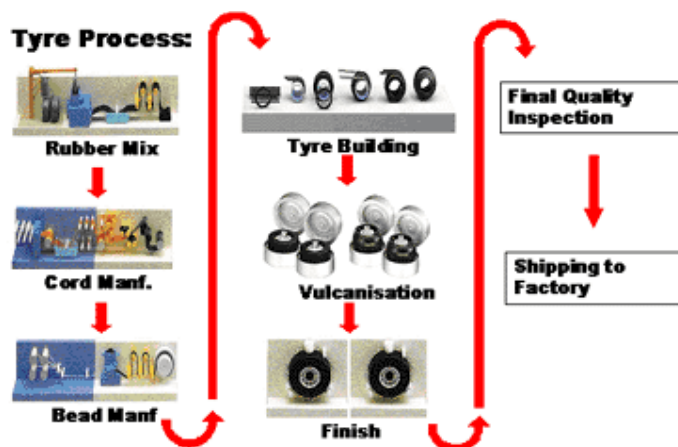 Tyre Process:
Rubber Mix
Cord Manf.
Bead Manf
Tyre Building
Vulcanisation
Finish
Final Quality
Inspection
Shipping to
Factory